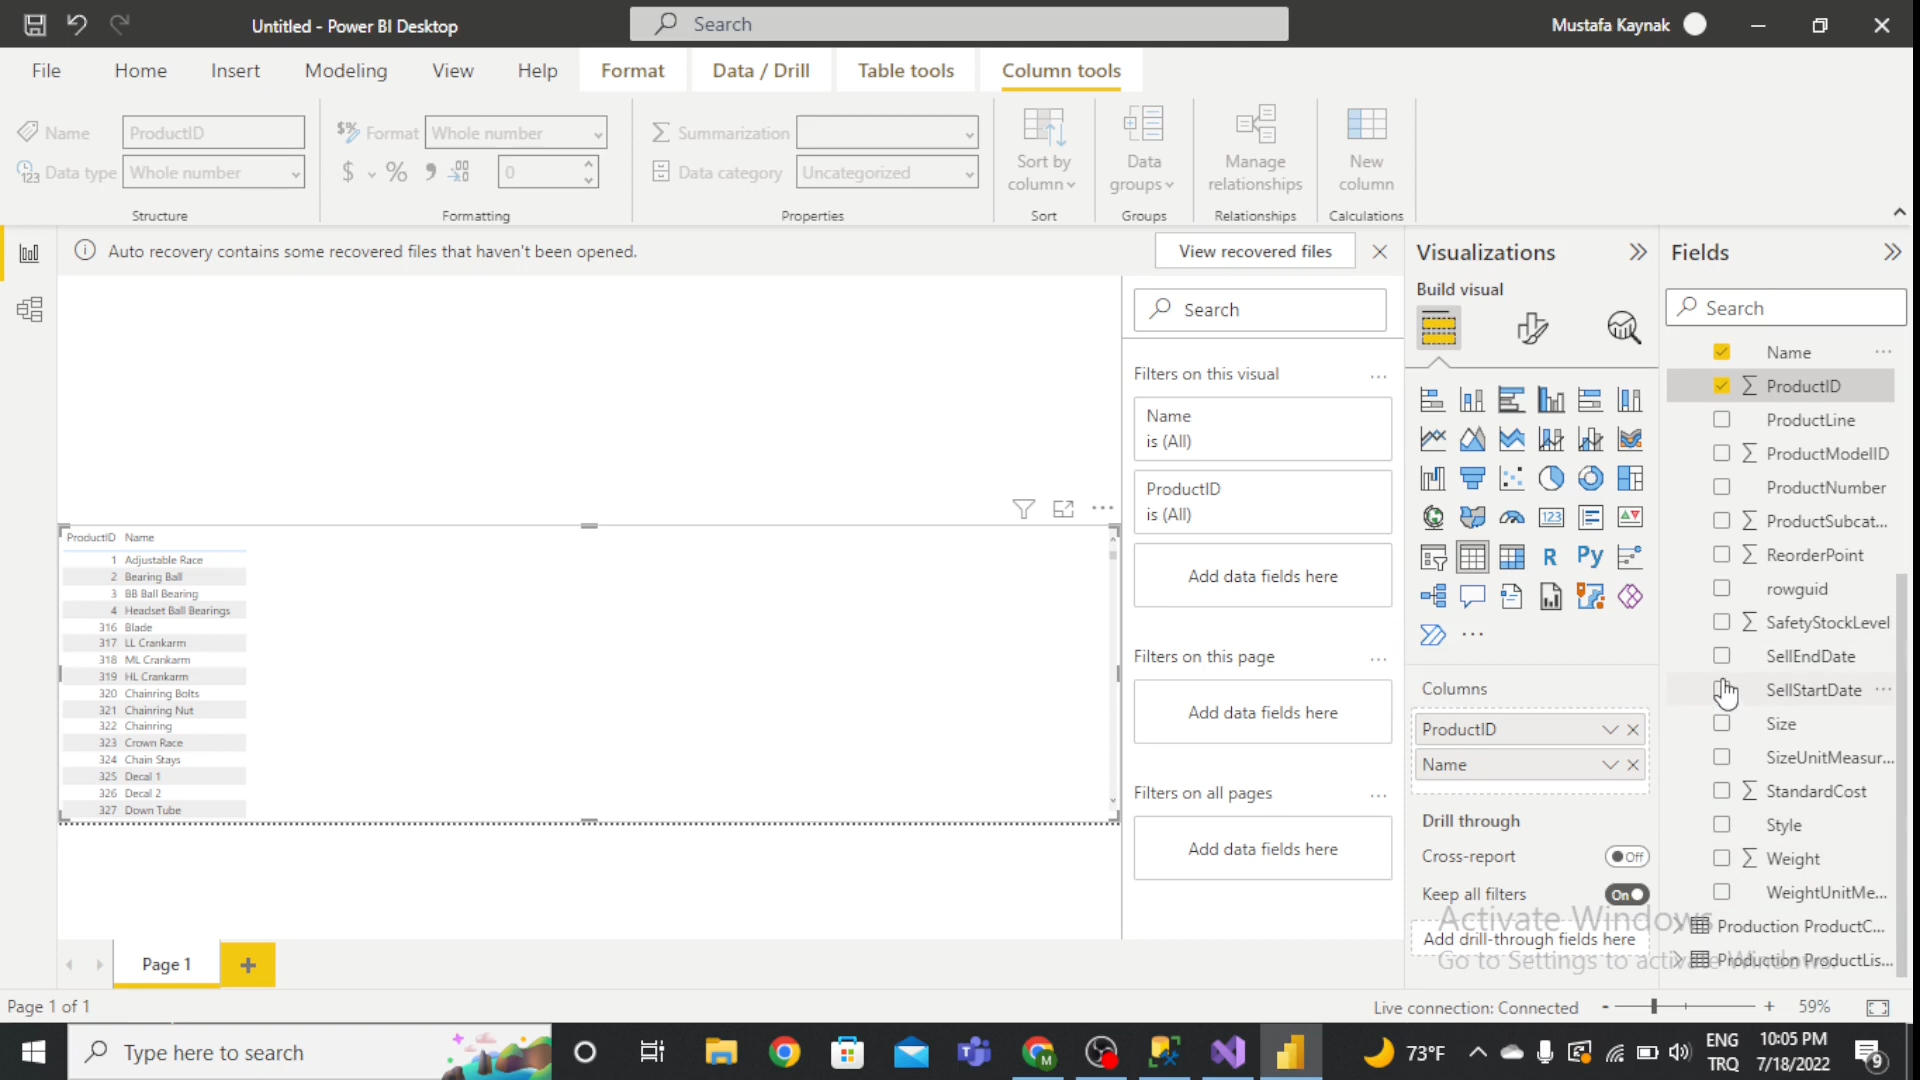 Untitled - Power BI Desktop
Search
Mustafa Kaynak
File
Home
Insert
Modeling
View
Help
Format
Data / Drill
Table tools
Column tools
Name
ProductID
Data type
Whole number
Structure
Format
Whole number
$
%
0
Formatting
Summarization
Data category
Uncategorized
Properties
Sort by
column
Sort
Data
groups
Groups
Manage
relationships
Relationships
New
column
Calculations
Auto recovery contains some recovered files that haven't been opened.
View recovered files
ProductID Name
1 Adjustable Race
2 Bearing Ball
3 BB Ball Bearing
4 Headset Ball Bearings
316 Blade
317 LL Crankarm
318 ML Crankarm
319 HL Crankarm
320 Chainring Bolts
321 Chainring Nut
322 Chainring
323 Crown Race
324 Chain Stays
325 Decal 1
326 Decal 2
327 Down Tube
Search
Filters on this visual
...
Name
is (All)
ProductID
is (All)
Add data fields here
Filters on this page
...
Add data fields here
Filters on all pages
...
Add data fields here
Visualizations
Build visual
123
R
Py
...
Columns
ProductID
Name
Drill through
Cross-report
Off
Keep all filters
On
Add drill-through fields here
Fields
Search
Name
...
Σ ProductID
ProductLine
Σ ProductModelID
ProductNumber
Σ ProductSubcat...
Σ ReorderPoint
rowguid
Σ SafetyStockLevel
SellEndDate
SellStartDate
...
Size
SizeUnitMeasur...
Σ StandardCost
Style
Σ Weight
WeightUnitMe...
Production ProductC...
Production ProductLis...
Activate Windows
Go to Settings to activate Windows.
Page 1
+
Page 1 of 1
Live connection: Connected
- + 59%
Type here to search
73°F
ENG
TRQ
10:05 PM
7/18/2022
9